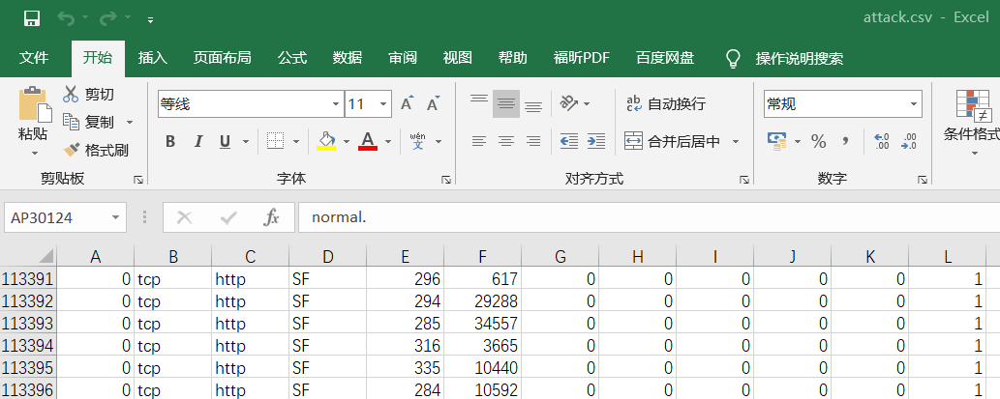 attack.csv - Excel
文件 开始 插入 页面布局 公式 数据 审阅 视图 帮助 福昕PDF 百度网盘 操作说明搜索
粘贴 剪切 复制 格式刷 剪贴板
等线 11 A A B I U A wén 文 字体
ab c 自动换行 合并后居中 对齐方式
常规 % , .0 .00 .00 .0 数字
条件格式
AP30124 fx normal.
A B C D E F G H I J K L
113391 0 tcp http SF 296 617 0 0 0 0 0 1
113392 0 tcp http SF 294 29288 0 0 0 0 0 1
113393 0 tcp http SF 285 34557 0 0 0 0 0 1
113394 0 tcp http SF 316 3665 0 0 0 0 0 1
113395 0 tcp http SF 335 10440 0 0 0 0 0 1
113396 0 tcp http SF 284 10592 0 0 0 0 0 1